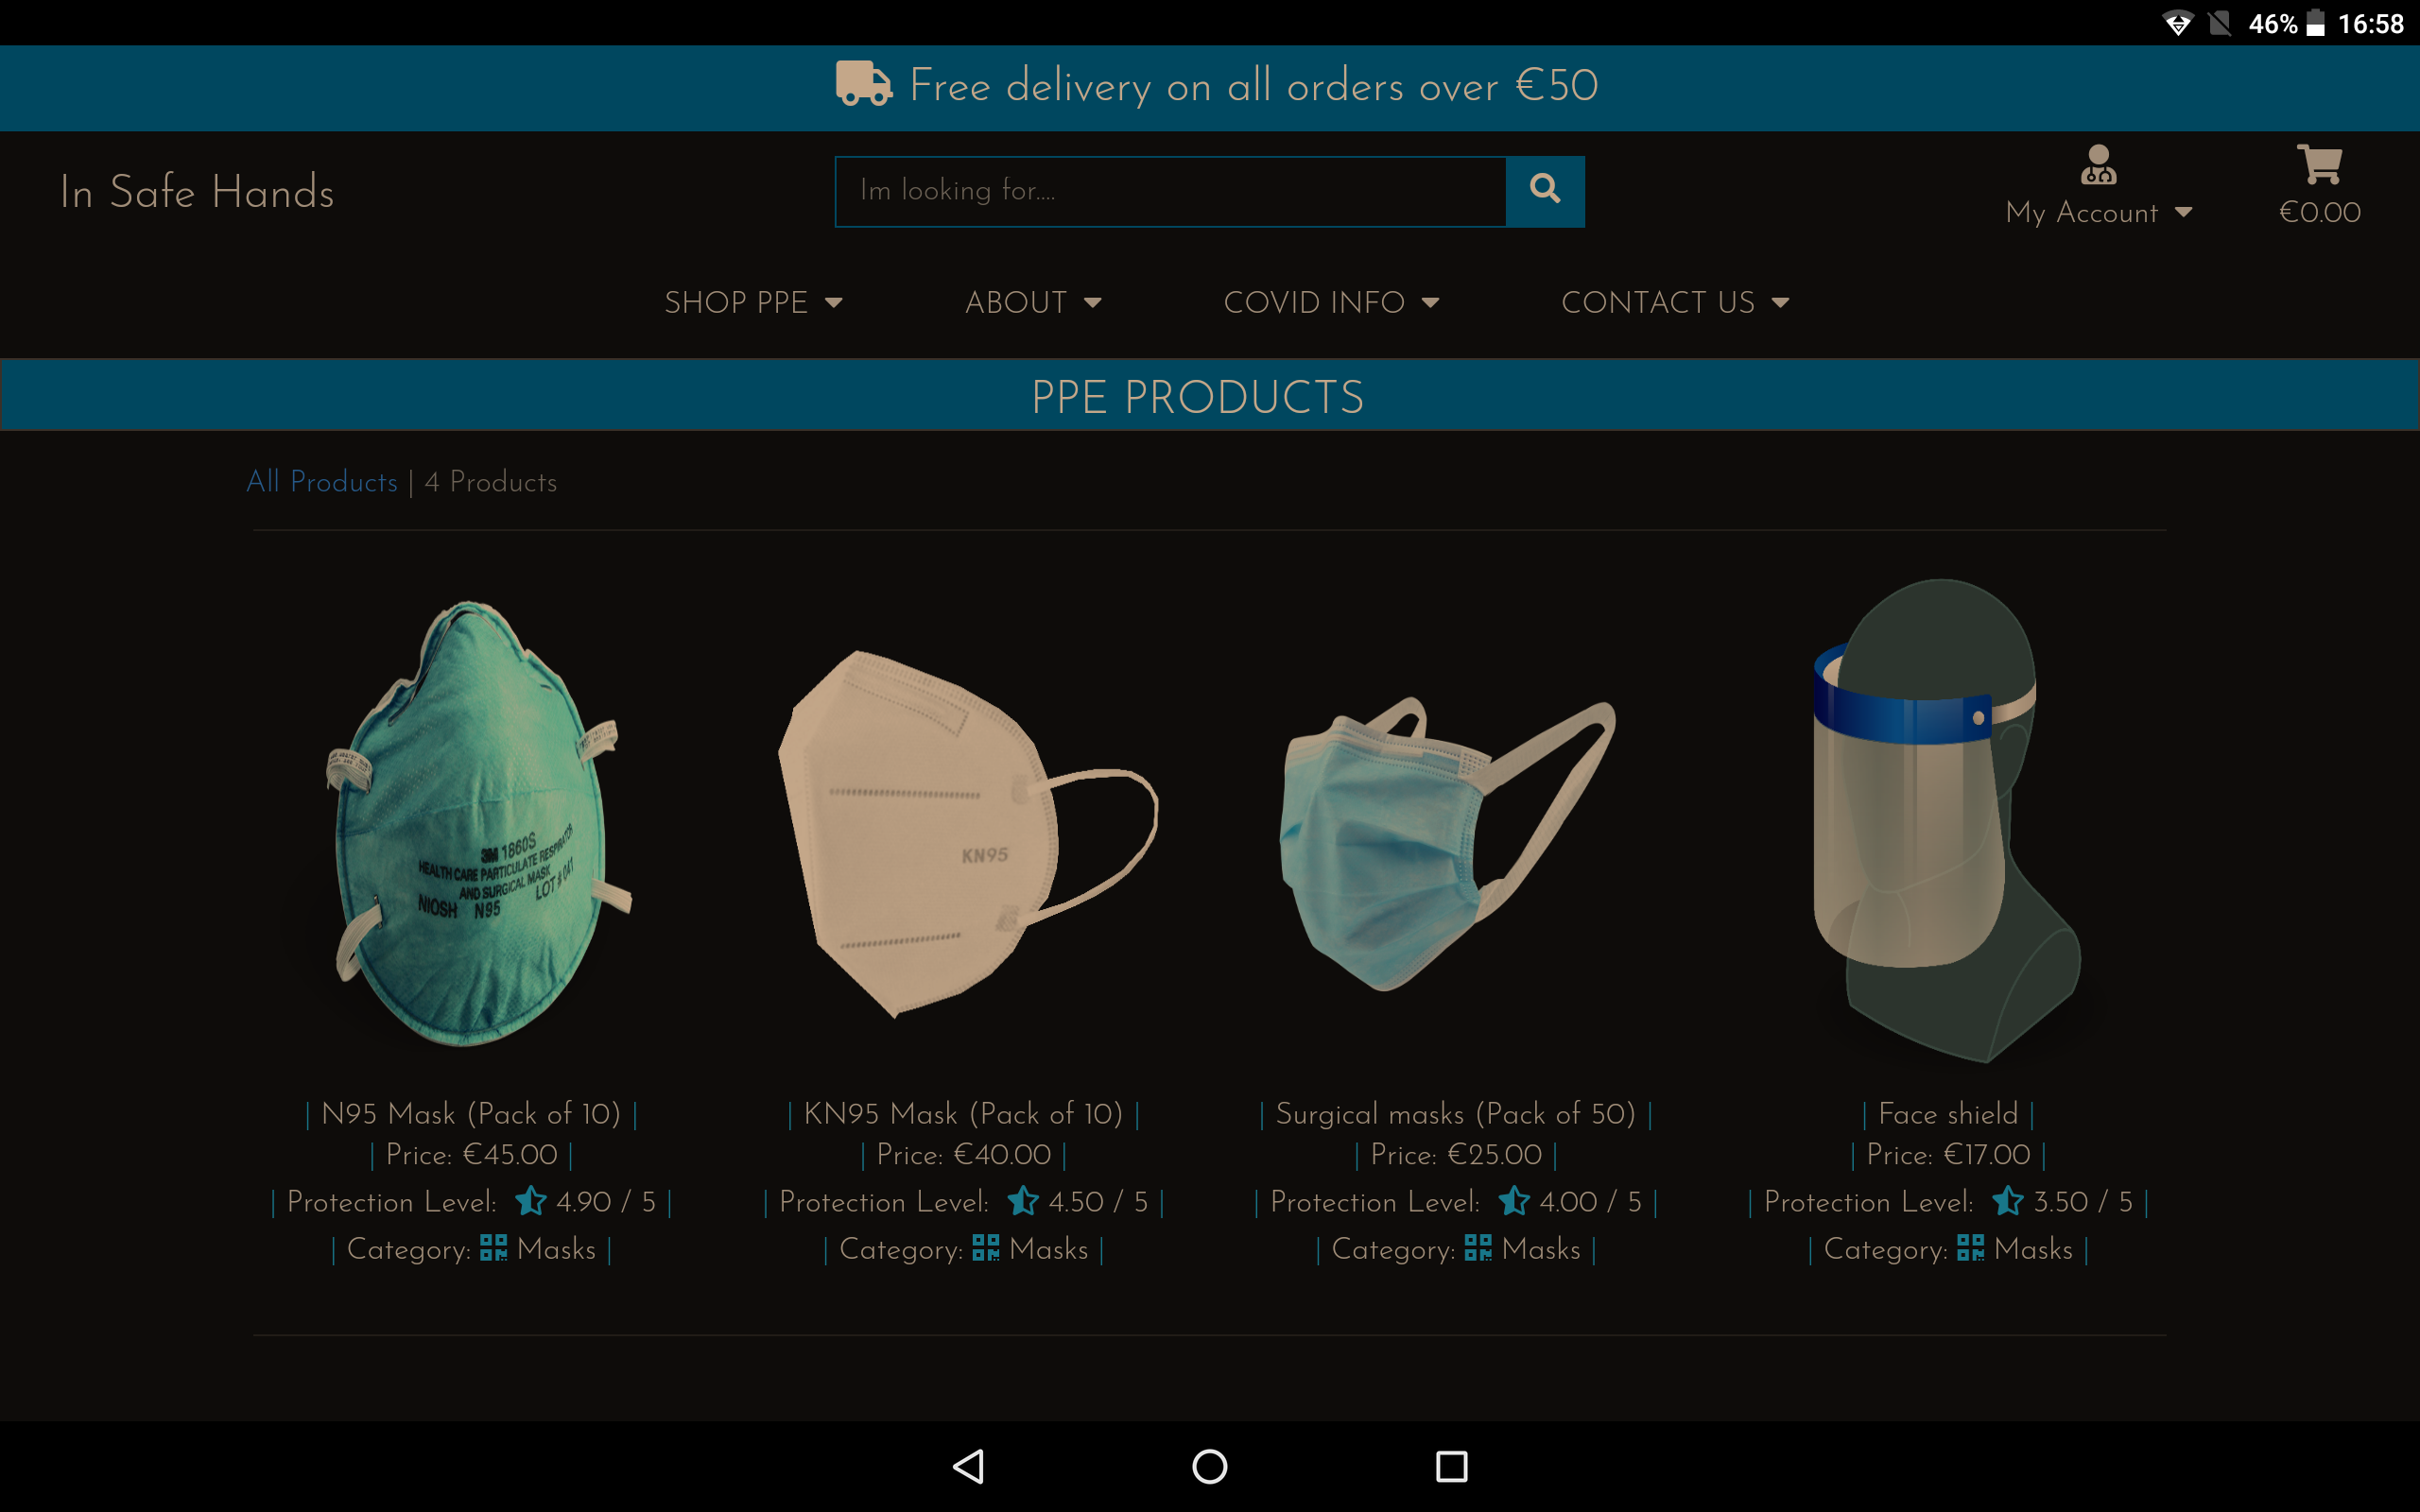 46% 16:58
Free delivery on all orders over €50
In Safe Hands
Im looking for....
My Account
€0.00
SHOP PPE ABOUT COVID INFO CONTACT US
PPE PRODUCTS
All Products | 4 Products
3M 1860S
HEALTH CARE PARTICULATE RESPIRATOR
AND SURGICAL MASK
LOT # 041
NIOSH N95
KN95
| N95 Mask (Pack of 10) |
| Price: €45.00 |
| Protection Level: 4.90 / 5 |
| Category: Masks |
| KN95 Mask (Pack of 10) |
| Price: €40.00 |
| Protection Level: 4.50 / 5 |
| Category: Masks |
| Surgical masks (Pack of 50) |
| Price: €25.00 |
| Protection Level: 4.00 / 5 |
| Category: Masks |
| Face shield |
| Price: €17.00 |
| Protection Level: 3.50 / 5 |
| Category: Masks |